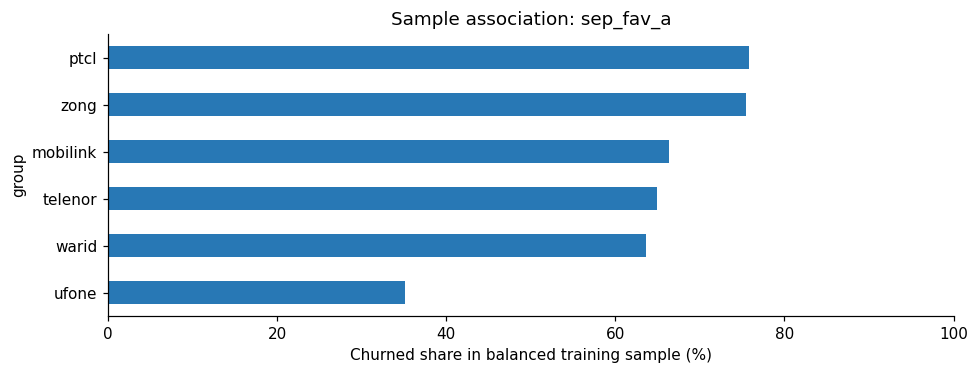 Sample association: sep_fav_a
group
ptcl
zong
mobilink
telenor
warid
ufone
0 20 40 60 80 100
Churned share in balanced training sample (%)